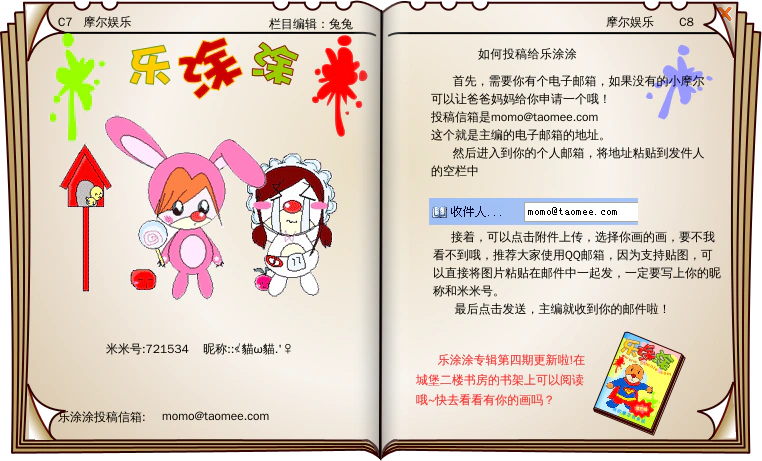 C7 摩尔娱乐
栏目编辑：兔兔
乐涂涂
米米号:721534 昵称::ঔ貓ω貓.'♀
乐涂涂投稿信箱: momo@taomee.com
摩尔娱乐 C8
如何投稿给乐涂涂
首先，需要你有个电子邮箱，如果没有的小摩尔
可以让爸爸妈妈给你申请一个哦！
投稿信箱是momo@taomee.com
这个就是主编的电子邮箱的地址。
然后进入到你的个人邮箱，将地址粘贴到发件人
的空栏中
收件人...
momo@taomee.com
接着，可以点击附件上传，选择你画的画，要不我
看不到哦，推荐大家使用QQ邮箱，因为支持贴图，可
以直接将图片粘贴在邮件中一起发，一定要写上你的昵
称和米米号。
最后点击发送，主编就收到你的邮件啦！
乐涂涂专辑第四期更新啦!在
城堡二楼书房的书架上可以阅读
哦~快去看看有你的画吗？
乐涂涂